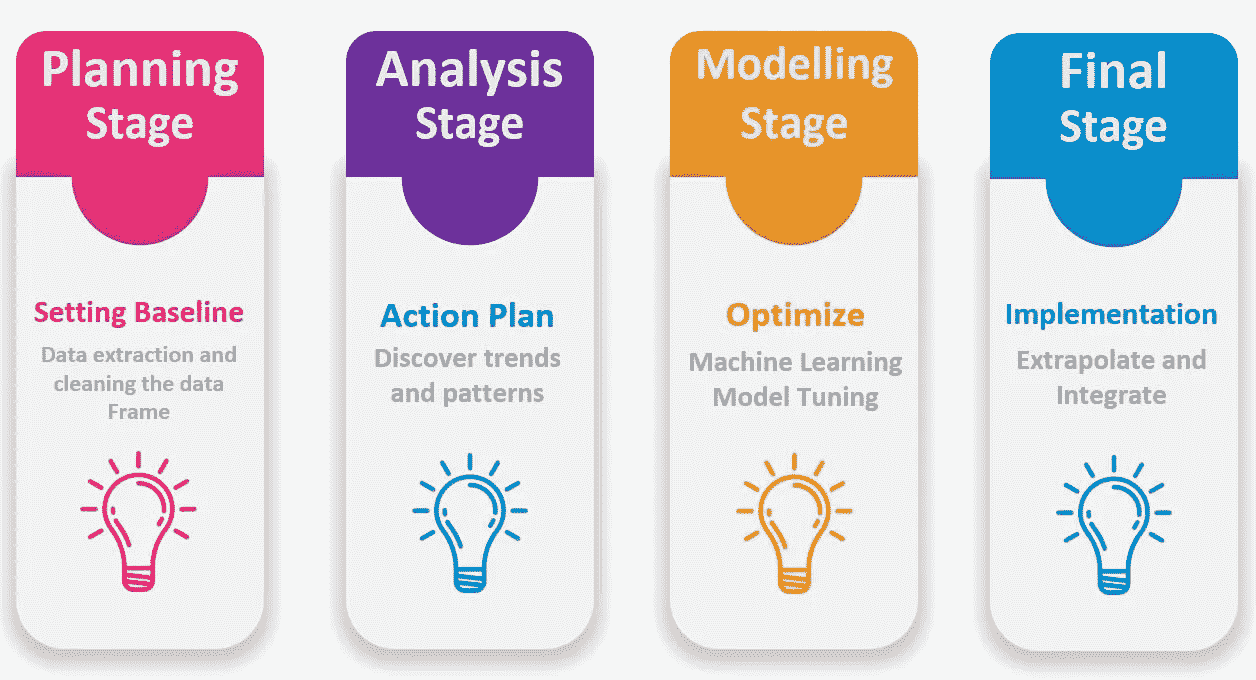 Planning
Stage
Setting Baseline
Data extraction and
cleaning the data
Frame
Analysis
Stage
Action Plan
Discover trends
and patterns
Modelling
Stage
Optimize
Machine Learning
Model Tuning
Final
Stage
Implementation
Extrapolate and
Integrate